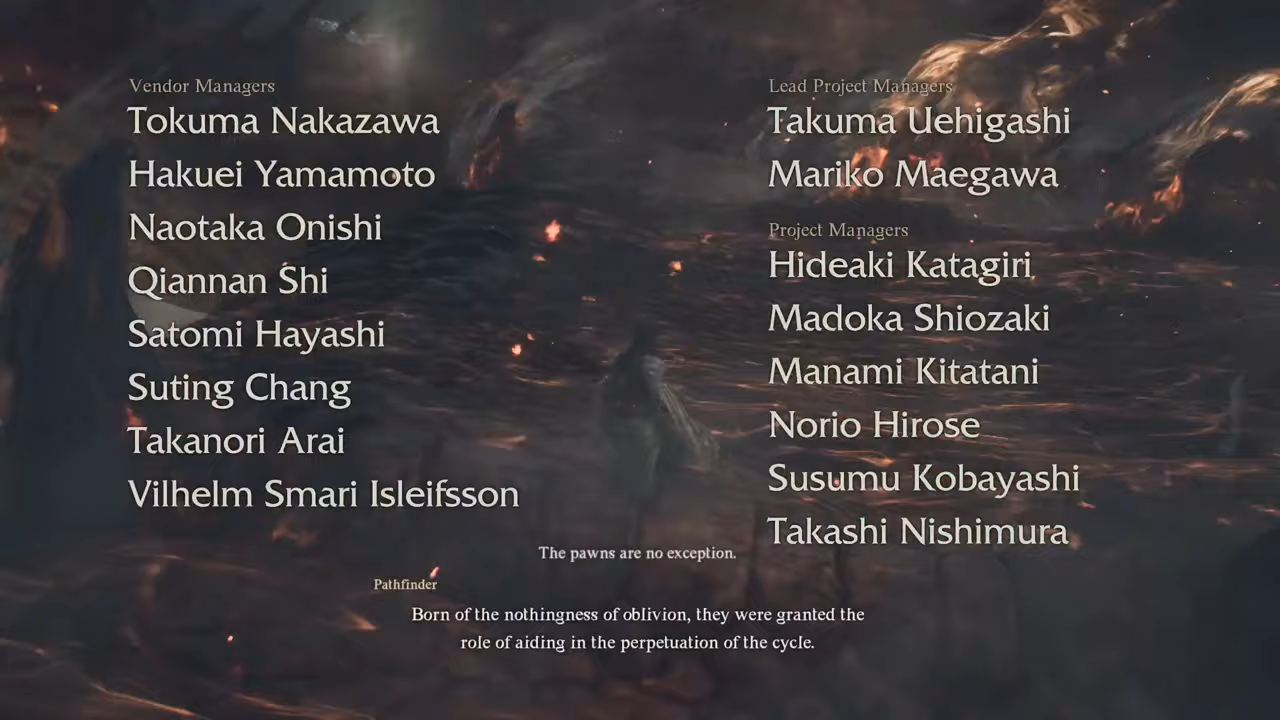 Vendor Managers
Tokuma Nakazawa
Hakuei Yamamoto
Naotaka Onishi
Qiannan Shi
Satomi Hayashi
Suting Chang
Takanori Arai
Vilhelm Smari Isleifsson
Lead Project Managers
Takuma Uehigashi
Mariko Maegawa
Project Managers
Hideaki Katagiri
Madoka Shiozaki
Manami Kitatani
Norio Hirose
Susumu Kobayashi
Takashi Nishimura
The pawns are no exception.
Pathfinder
Born of the nothingness of oblivion, they were granted the
role of aiding in the perpetuation of the cycle.